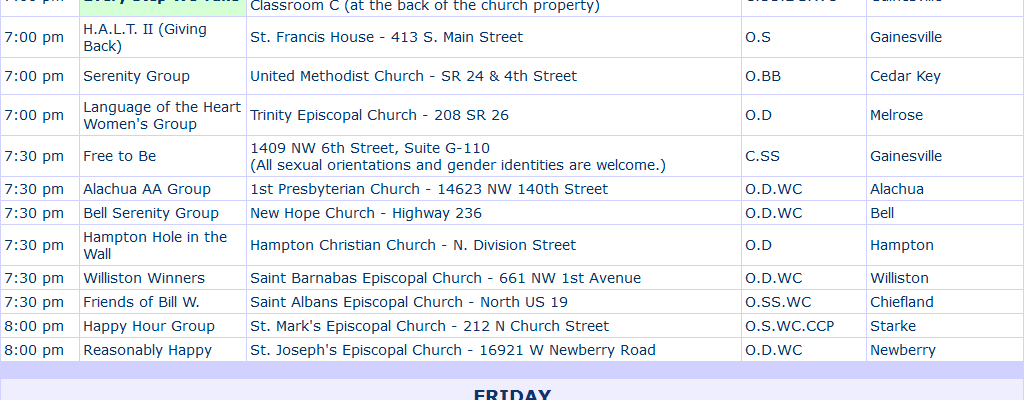 Classroom C (at the back of the church property)
7:00 pm H.A.L.T. II (Giving Back) St. Francis House - 413 S. Main Street O.S Gainesville
7:00 pm Serenity Group United Methodist Church - SR 24 & 4th Street O.BB Cedar Key
7:00 pm Language of the Heart Women's Group Trinity Episcopal Church - 208 SR 26 O.D Melrose
7:30 pm Free to Be 1409 NW 6th Street, Suite G-110 C.SS Gainesville
(All sexual orientations and gender identities are welcome.)
7:30 pm Alachua AA Group 1st Presbyterian Church - 14623 NW 140th Street O.D.WC Alachua
7:30 pm Bell Serenity Group New Hope Church - Highway 236 O.D.WC Bell
7:30 pm Hampton Hole in the Wall Hampton Christian Church - N. Division Street O.D Hampton
7:30 pm Williston Winners Saint Barnabas Episcopal Church - 661 NW 1st Avenue O.D.WC Williston
7:30 pm Friends of Bill W. Saint Albans Episcopal Church - North US 19 O.SS.WC Chiefland
8:00 pm Happy Hour Group St. Mark's Episcopal Church - 212 N Church Street O.S.WC.CCP Starke
8:00 pm Reasonably Happy St. Joseph's Episcopal Church - 16921 W Newberry Road O.D.WC Newberry
FRIDAY